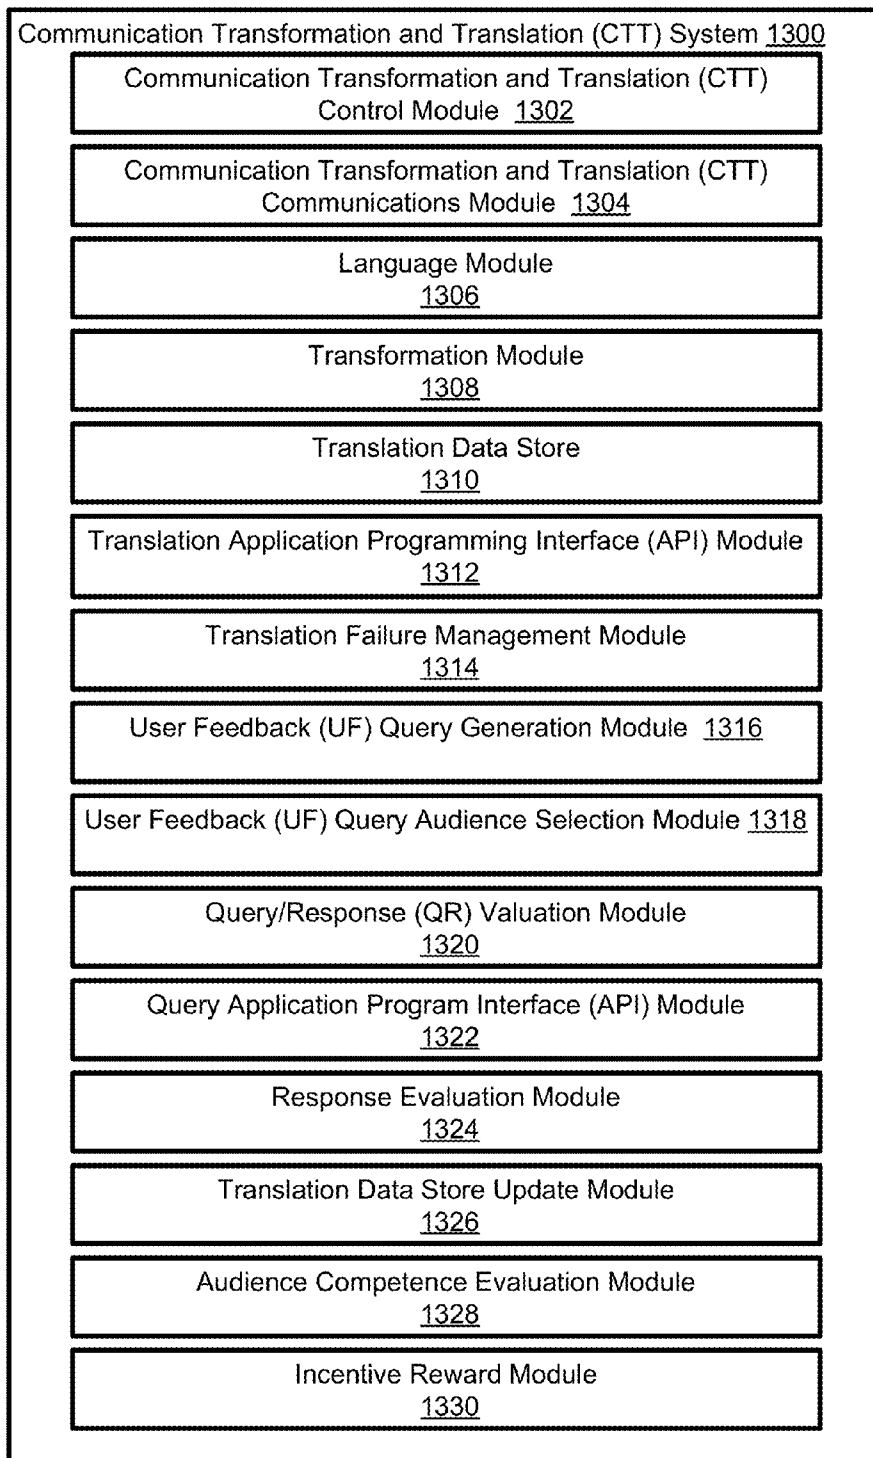 Communication Transformation and Translation (CTT) System 1300
Communication Transformation and Translation (CTT)
Control Module 1302
Communication Transformation and Translation (CTT)
Communications Module 1304
Language Module
1306
Transformation Module
1308
Translation Data Store
1310
Translation Application Programming Interface (API) Module
1312
Translation Failure Management Module
1314
User Feedback (UF) Query Generation Module 1316
User Feedback (UF) Query Audience Selection Module 1318
Query/Response (QR) Valuation Module
1320
Query Application Program Interface (API) Module
1322
Response Evaluation Module
1324
Translation Data Store Update Module
1326
Audience Competence Evaluation Module
1328
Incentive Reward Module
1330